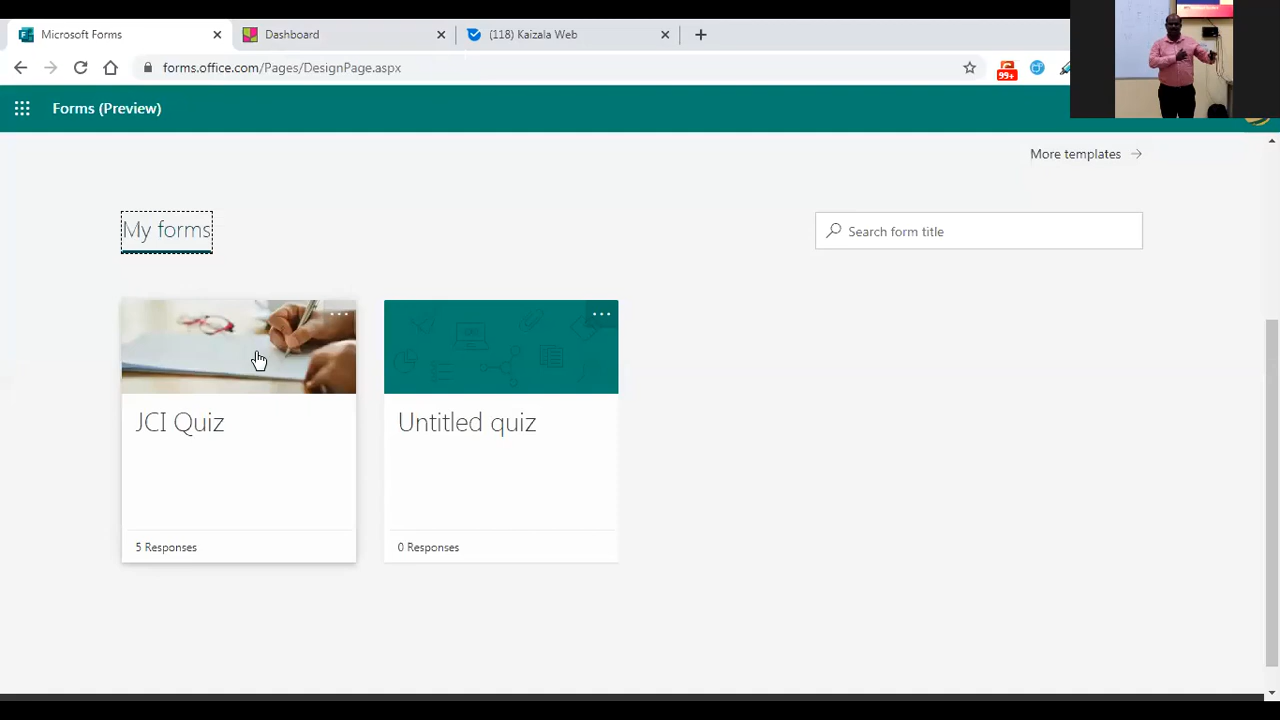 Microsoft Forms
Dashboard
(118) Kaizala Web
forms.office.com/Pages/DesignPage.aspx
99+
Forms (Preview)
More templates
My forms
Search form title
JCI Quiz
Untitled quiz
5 Responses
0 Responses